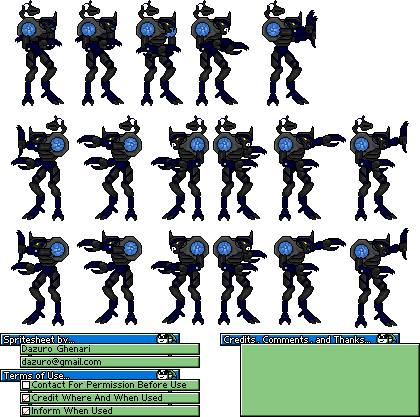 Spritesheet by...
Dazuro Ghenari
dazuro@gmail.com
Terms of Use...
Contact For Permission Before Use
Credit Where And When Used
Inform When Used
Credits, Comments, and Thanks...